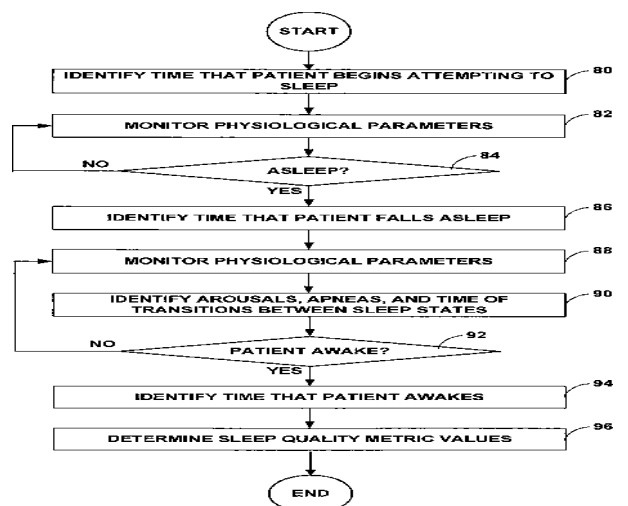 START
IDENTIFY TIME THAT PATIENT BEGINS ATTEMPTING TO
SLEEP
80
MONITOR PHYSIOLOGICAL PARAMETERS
82
ASLEEP?
84
NO
YES
IDENTIFY TIME THAT PATIENT FALLS ASLEEP
86
MONITOR PHYSIOLOGICAL PARAMETERS
88
IDENTIFY AROUSALS, APNEAS, AND TIME OF
TRANSITIONS BETWEEN SLEEP STATES
90
PATIENT AWAKE?
92
NO
YES
IDENTIFY TIME THAT PATIENT AWAKES
94
DETERMINE SLEEP QUALITY METRIC VALUES
96
END